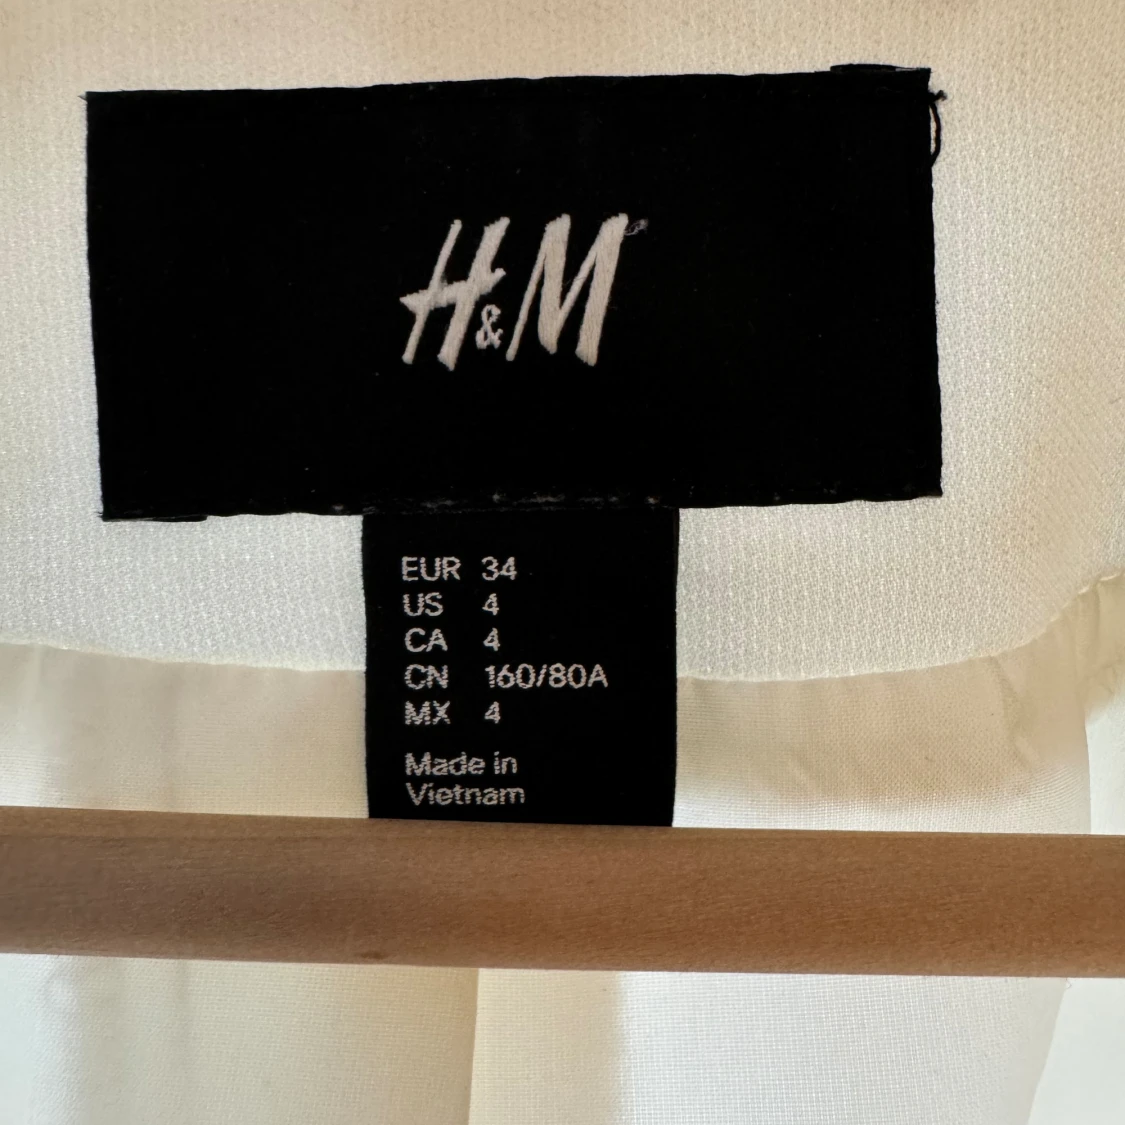 H&M
EUR 34
US 4
CA 4
CN 160/80A
MX 4
Made in
Vietnam